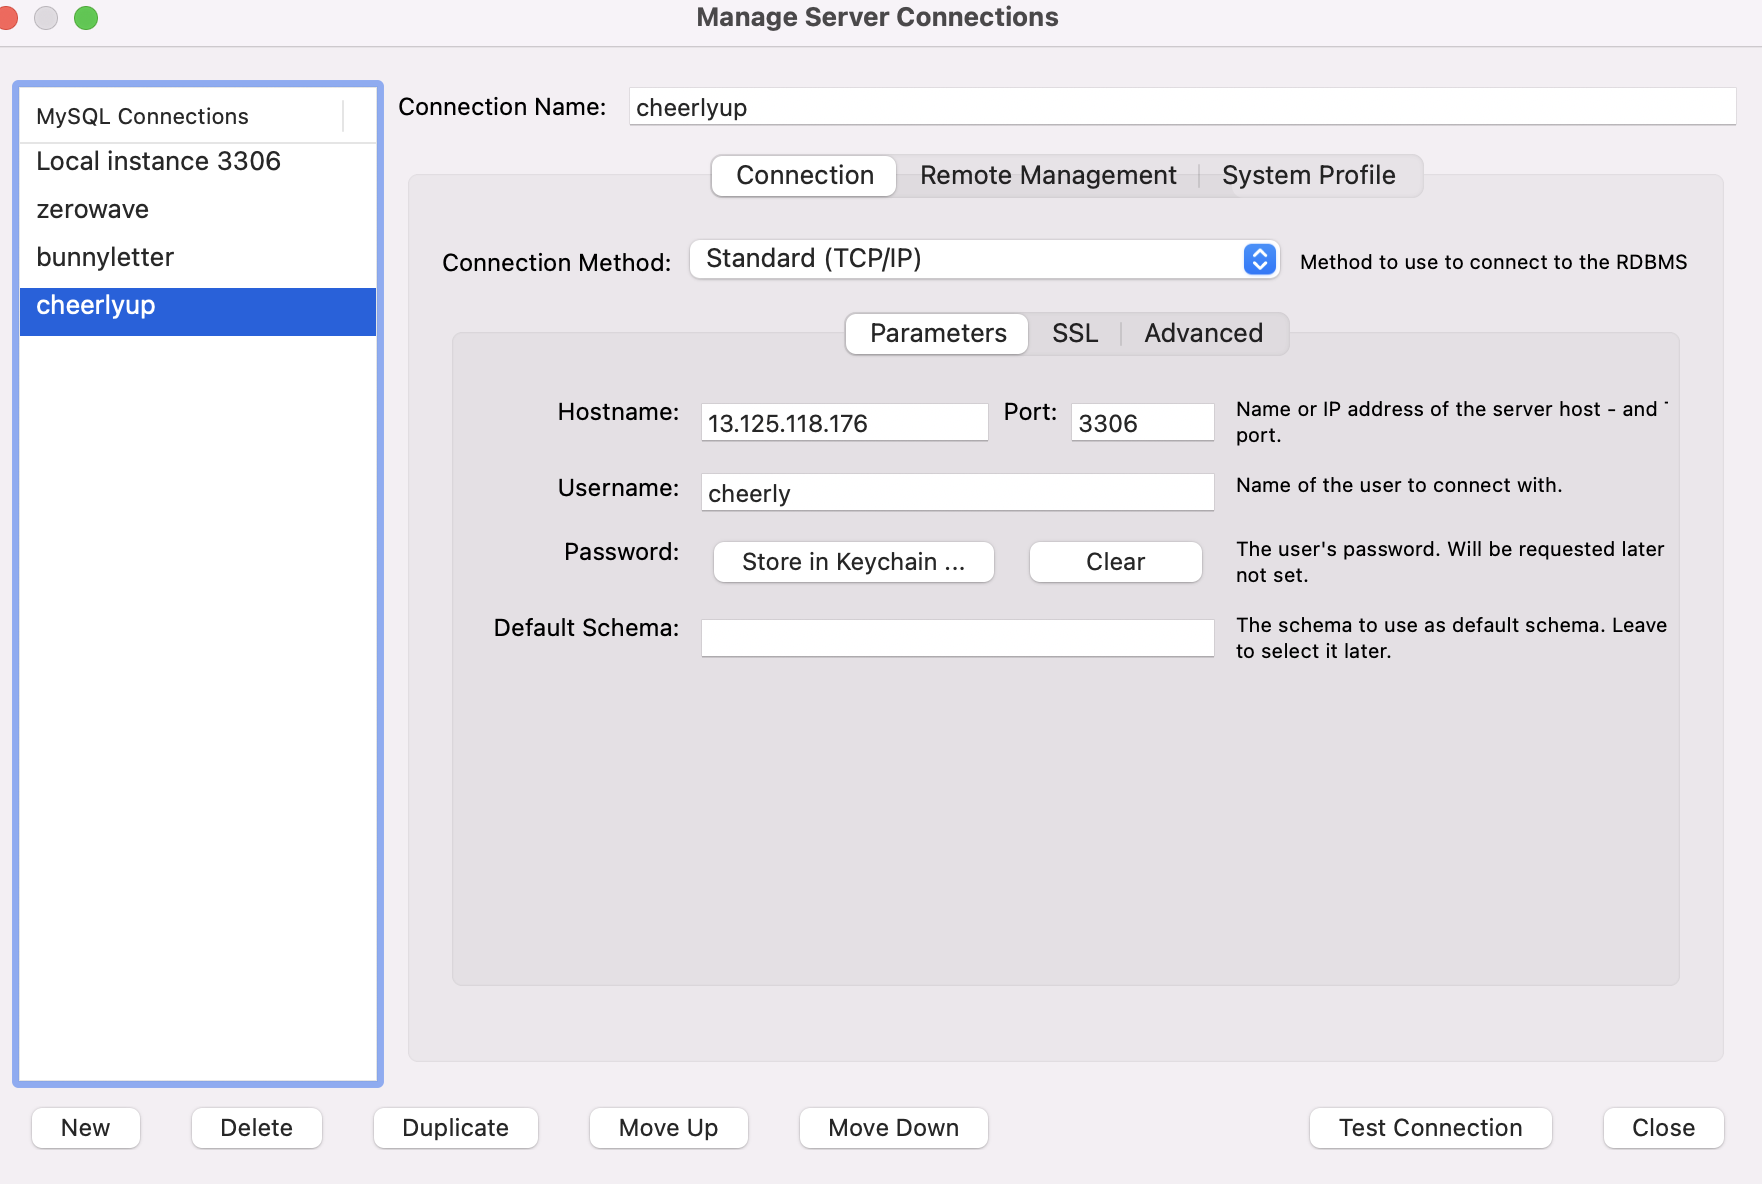 Manage Server Connections
MySQL Connections
Local instance 3306
zerowave
bunnyletter
cheerlyup
Connection Name: cheerlyup
Connection Remote Management System Profile
Connection Method: Standard (TCP/IP) Method to use to connect to the RDBMS
Parameters SSL Advanced
Hostname: 13.125.118.176 Port: 3306 Name or IP address of the server host - and
port.
Username: cheerly Name of the user to connect with.
Password: Store in Keychain ... Clear The user's password. Will be requested later
not set.
Default Schema: The schema to use as default schema. Leave
to select it later.
New Delete Duplicate Move Up Move Down Test Connection Close